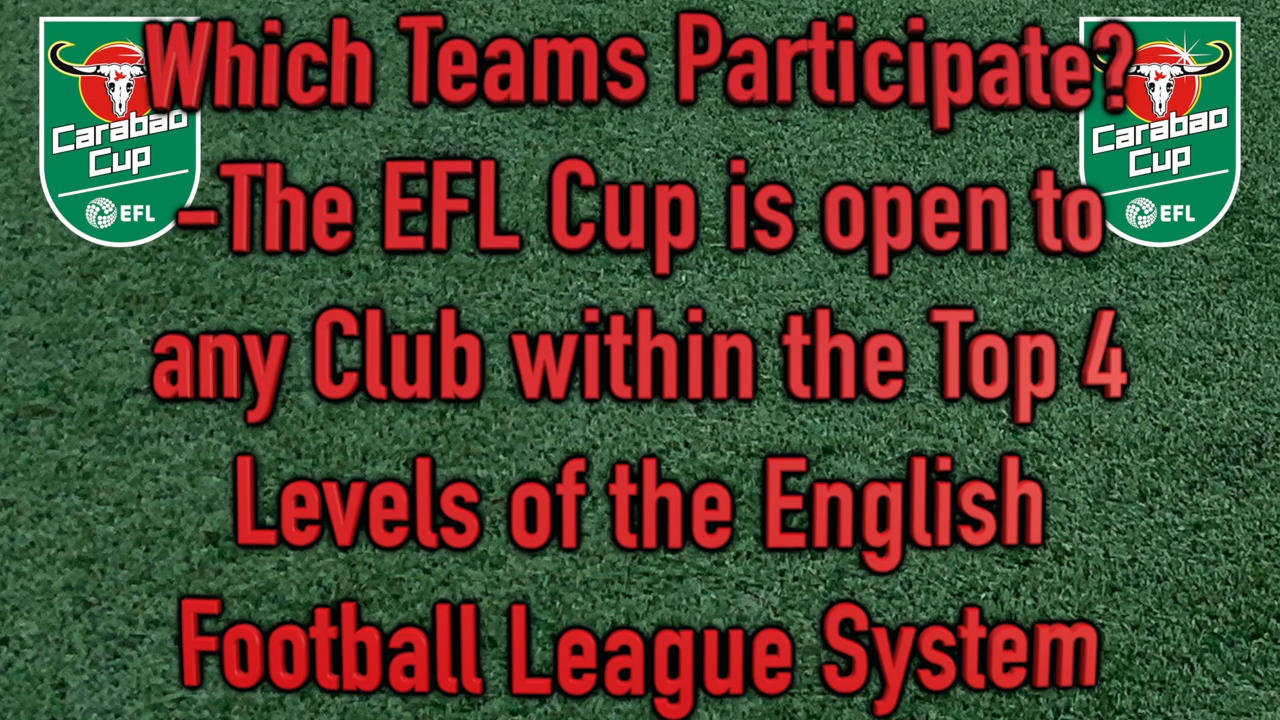 Which Teams Participate?
-The EFL Cup is open to
any Club within the Top 4
Levels of the English
Football League System
Carabao
Cup
EFL
Carabao
Cup
EFL